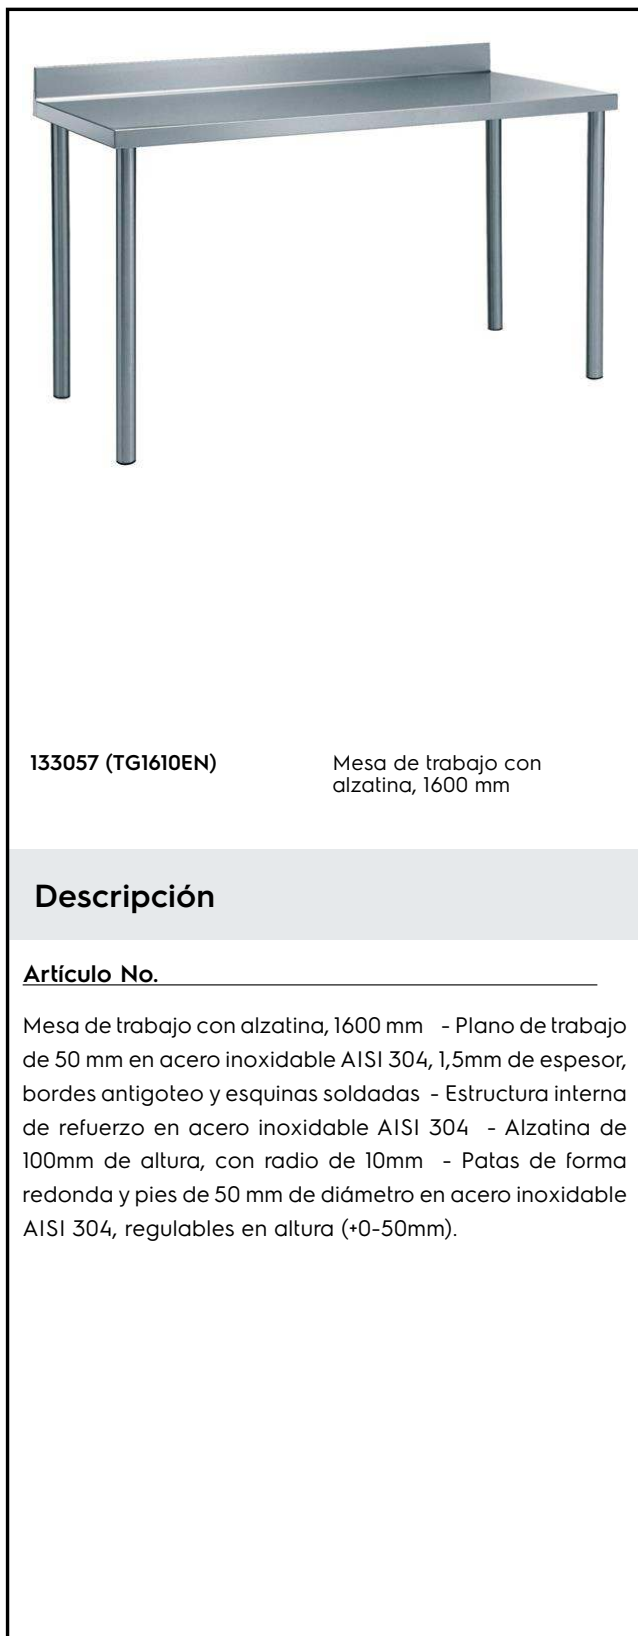 133057 (TG1610EN)
Mesa de trabajo con
alzatina, 1600 mm
Descripción
Artículo No.
Mesa de trabajo con alzatina, 1600 mm - Plano de trabajo
de 50 mm en acero inoxidable AISI 304, 1,5mm de espesor,
bordes antigoteo y esquinas soldadas - Estructura interna
de refuerzo en acero inoxidable AISI 304 - Alzatina de
100mm de altura, con radio de 10mm - Patas de forma
redonda y pies de 50 mm de diámetro en acero inoxidable
AISI 304, regulables en altura (+0-50mm).